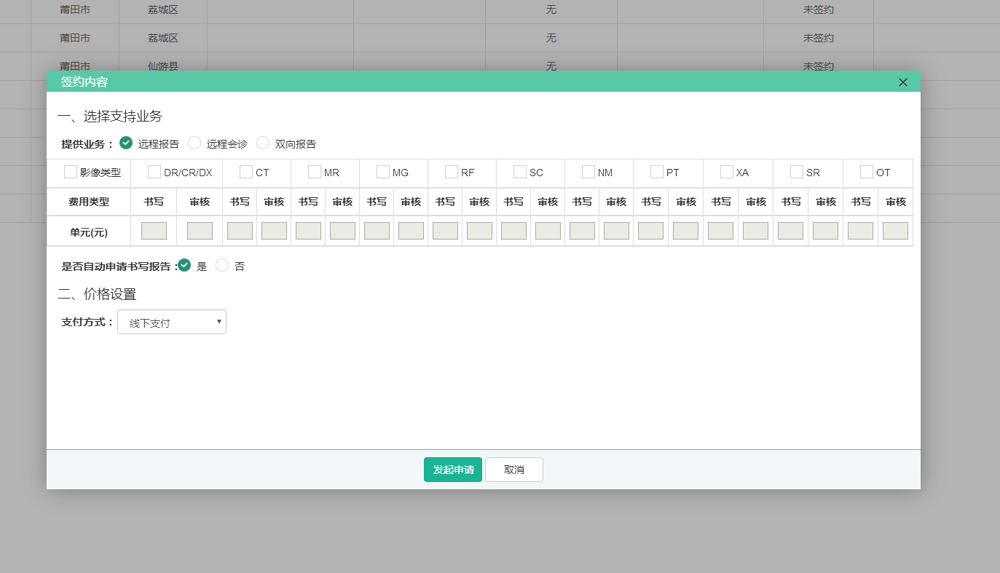 莆田市 荔城区 无 未签约
莆田市 荔城区 无 未签约
莆田市 仙游县 无 未签约
签约内容
一、选择支持业务
提供业务： 远程报告 远程会诊 双向报告
影像类型 DR/CR/DX CT MR MG RF SC NM PT XA SR OT
费用类型 书写 审核 书写 审核 书写 审核 书写 审核 书写 审核 书写 审核 书写 审核 书写 审核 书写 审核 书写 审核 书写 审核
单元(元)
是否自动申请书写报告： 是 否
二、价格设置
支付方式： 线下支付
发起申请 取消